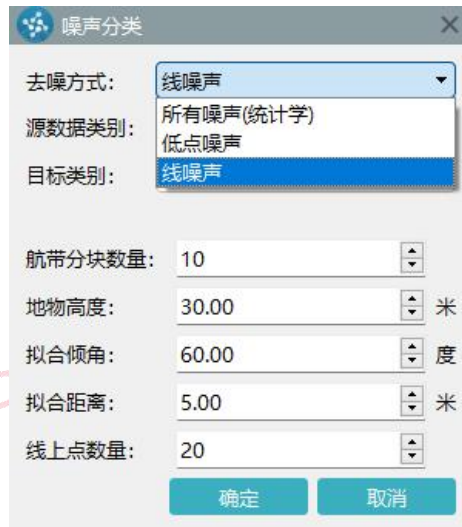 噪声分类
去噪方式： 线噪声
所有噪声(统计学)
源数据类别：
低点噪声
目标类别： 线噪声
航带分块数量： 10
地物高度： 30.00 米
拟合倾角： 60.00 度
拟合距离： 5.00 米
线上点数量： 20
确定 取消